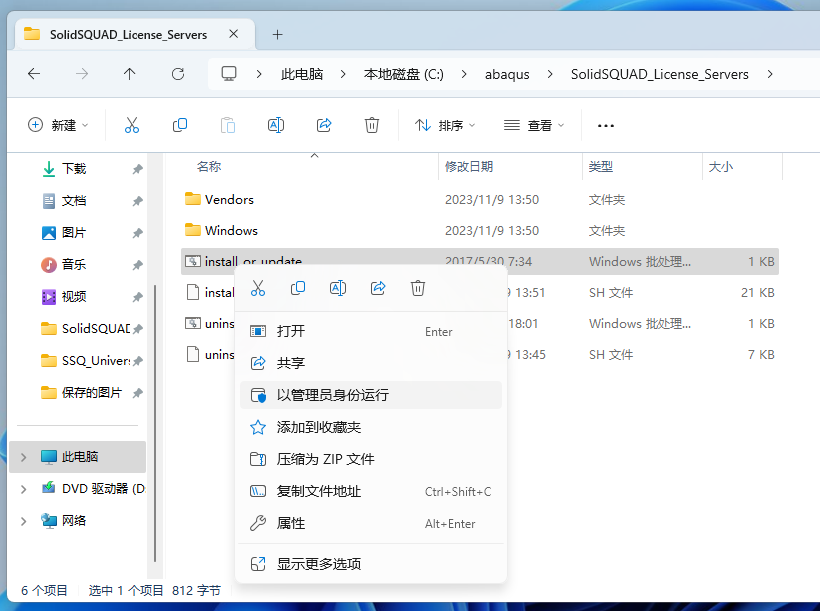 SolidSQUAD_License_Servers
此电脑 > 本地磁盘 (C:) > abaqus > SolidSQUAD_License_Servers >
新建 排序 查看 ...
名称 修改日期 类型 大小
下载
文档
图片
音乐
视频
SolidSQUAD
SSQ_Univer
保存的图片
此电脑
DVD 驱动器 (D
网络
Vendors 2023/11/9 13:50 文件夹
Windows 2023/11/9 13:50 文件夹
install_or_update 2017/5/30 7:34 Windows 批处理... 1 KB
instal 9 13:51 SH 文件 21 KB
unins 18:01 Windows 批处理... 1 KB
unins 9 13:45 SH 文件 7 KB
打开 Enter
共享
以管理员身份运行
添加到收藏夹
压缩为 ZIP 文件
复制文件地址 Ctrl+Shift+C
属性 Alt+Enter
显示更多选项
6 个项目 选中 1 个项目 812 字节